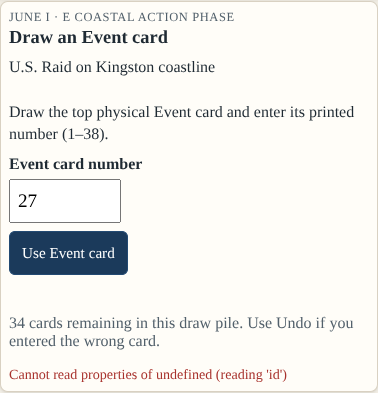 JUNE I · E COASTAL ACTION PHASE
Draw an Event card
U.S. Raid on Kingston coastline
Draw the top physical Event card and enter its printed
number (1–38).
Event card number
27
Use Event card
34 cards remaining in this draw pile. Use Undo if you
entered the wrong card.
Cannot read properties of undefined (reading 'id')